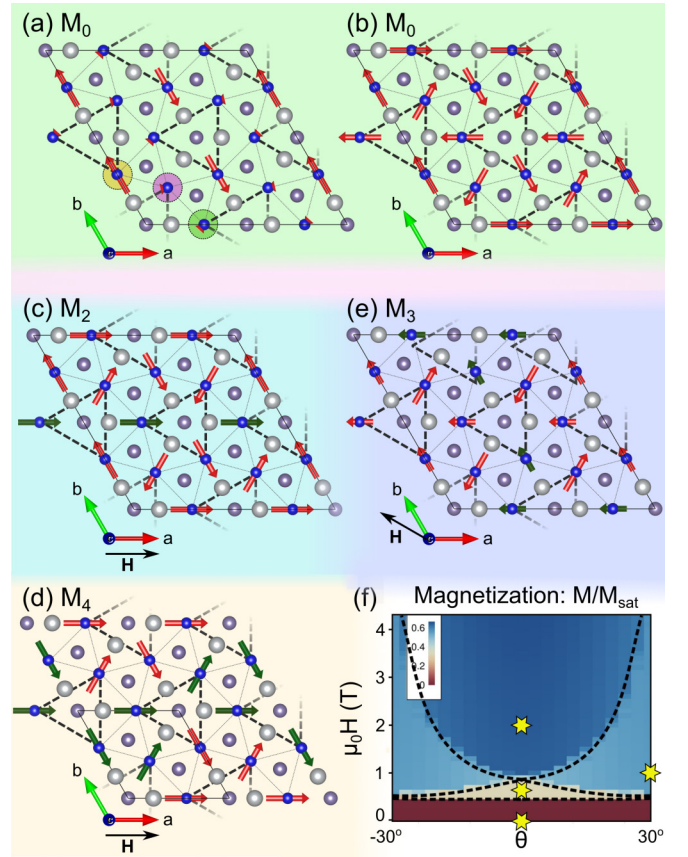 (a) M₀
(b) M₀
b
a
b
a
(c) M₂
(e) M₃
b
a
H
b
H
a
(d) M₄
(f) Magnetization: M/Mₛₐₜ
b
a
H
0.6
0.4
0.2
0
4
3
2
1
0
μ₀H (T)
-30°
θ
30°